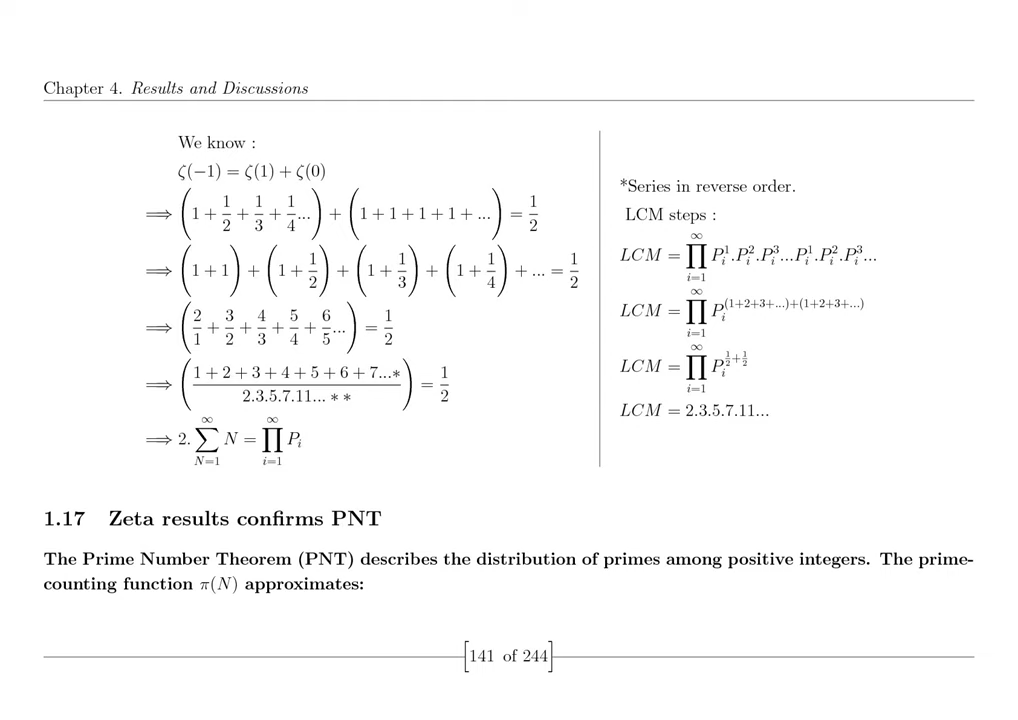 Chapter 4. Results and Discussions
We know :
ζ(−1) = ζ(1) + ζ(0)
⟹ (1 + 1/2 + 1/3 + 1/4...) + (1 + 1 + 1 + 1 + ...) = 1/2
⟹ (1 + 1) + (1 + 1/2) + (1 + 1/3) + (1 + 1/4) + ... = 1/2
⟹ (2/1 + 3/2 + 4/3 + 5/4 + 6/5...) = 1/2
⟹ ((1 + 2 + 3 + 4 + 5 + 6 + 7...∗)/(2.3.5.7.11... ∗ ∗)) = 1/2
⟹ 2. ∑_{N=1}^{∞} N = ∏_{i=1}^{∞} P_i
*Series in reverse order.
LCM steps :
LCM = ∏_{i=1}^{∞} P_i^1.P_i^2.P_i^3...P_i^1.P_i^2.P_i^3...
LCM = ∏_{i=1}^{∞} P_i^{(1+2+3+...)+(1+2+3+...)}
LCM = ∏_{i=1}^{∞} P_i^{1/2+1/2}
LCM = 2.3.5.7.11...
1.17 Zeta results confirms PNT
The Prime Number Theorem (PNT) describes the distribution of primes among positive integers. The prime-
counting function π(N) approximates:
[141 of 244]